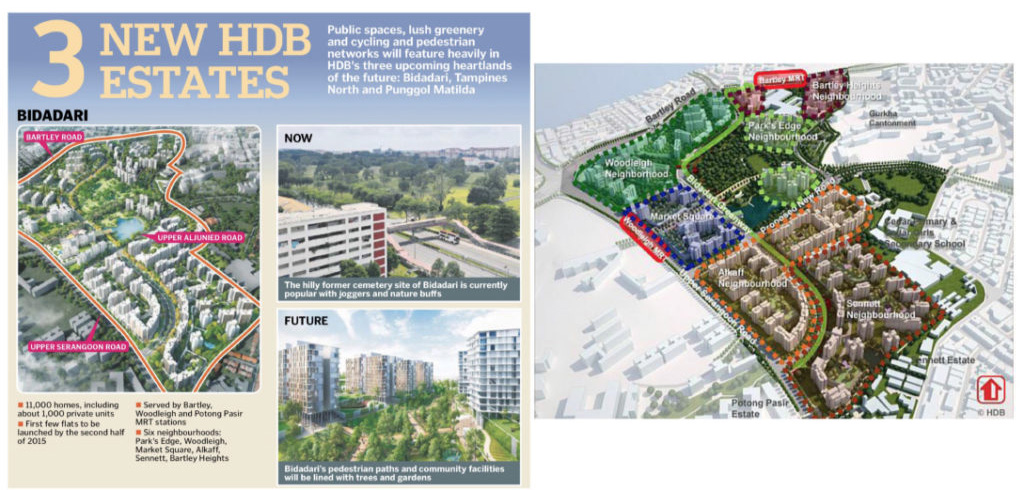 3 NEW HDB
ESTATES
Public spaces, lush greenery
and cycling and pedestrian
networks will feature heavily in
HDB's three upcoming heartlands
of the future: Bidadari, Tampines
North and Punggol Matilda
BIDADARI
BARTLEY ROAD
UPPER ALJUNIED ROAD
UPPER SERANGOON ROAD
11,000 homes, including
about 1,000 private units
First few flats to be
launched by the second half
of 2015
Served by Bartley,
Woodleigh and Potong Pasir
MRT stations
Six neighbourhoods:
Park's Edge, Woodleigh,
Market Square, Alkaff,
Sennett, Bartley Heights
NOW
The hilly former cemetery site of Bidadari is currently
popular with joggers and nature buffs
FUTURE
Bidadari's pedestrian paths and community facilities
will be lined with trees and gardens
Bartley MRT
Bartley Road
Bartley Heights
Neighbourhood
Gurkha
Cantonment
Park's Edge
Neighbourhood
Woodleigh
Neighborhood
Market Square
Woodleigh MRT
Proposed New Road
Primary &
Secondary School
Alkaff
Neighbourhood
Upper Serangoon Road
Sennett
Neighbourhood
Sennett Estate
Potong Pasir
Estate
© HDB